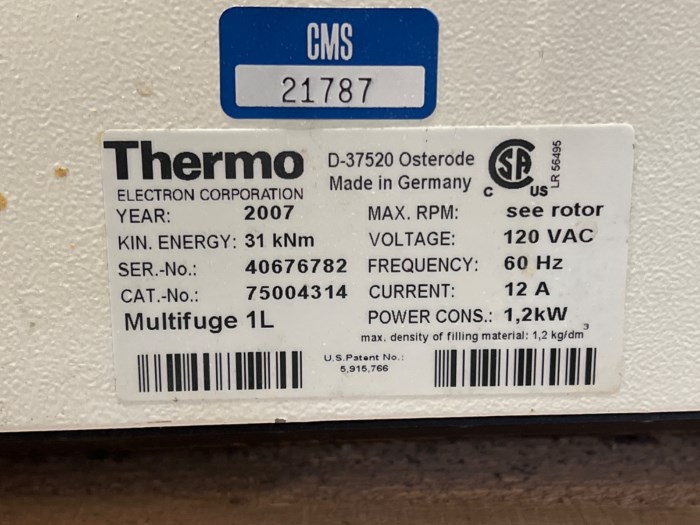 CMS
21787
Thermo
ELECTRON CORPORATION
D-37520 Osterode
Made in Germany
CSA
C US
LR 56495
YEAR: 2007
MAX. RPM: see rotor
KIN. ENERGY: 31 kNm
VOLTAGE: 120 VAC
SER.-No.: 40676782
FREQUENCY: 60 Hz
CAT.-No.: 75004314
CURRENT: 12 A
Multifuge 1L
POWER CONS.: 1,2kW
max. density of filling material: 1,2 kg/dm³
U.S.Patent No.:
5,915,766